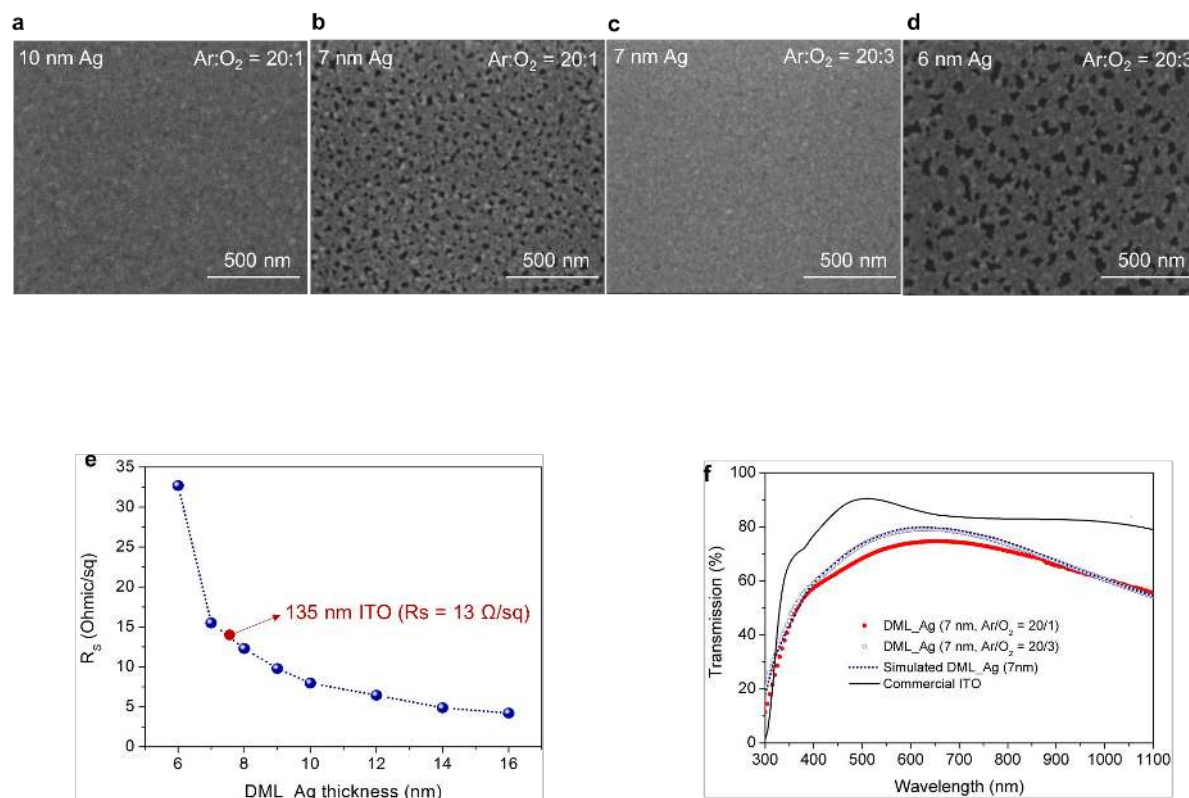 a
b
c
d
10 nm Ag Ar:O₂ = 20:1
7 nm Ag Ar:O₂ = 20:1
7 nm Ag Ar:O₂ = 20:3
6 nm Ag Ar:O₂ = 20:3
500 nm
500 nm
500 nm
500 nm
e
35
30
25
20
15
10
5
0
Rₛ (Ohmic/sq)
135 nm ITO (Rs = 13 Ω/sq)
6 8 10 12 14 16
DML_Ag thickness (nm)
f
100
80
60
40
20
0
Transmission (%)
DML_Ag (7 nm, Ar/O₂ = 20/1)
DML_Ag (7 nm, Ar/O₂ = 20/3)
Simulated DML_Ag (7nm)
Commercial ITO
300 400 500 600 700 800 900 1000 1100
Wavelength (nm)